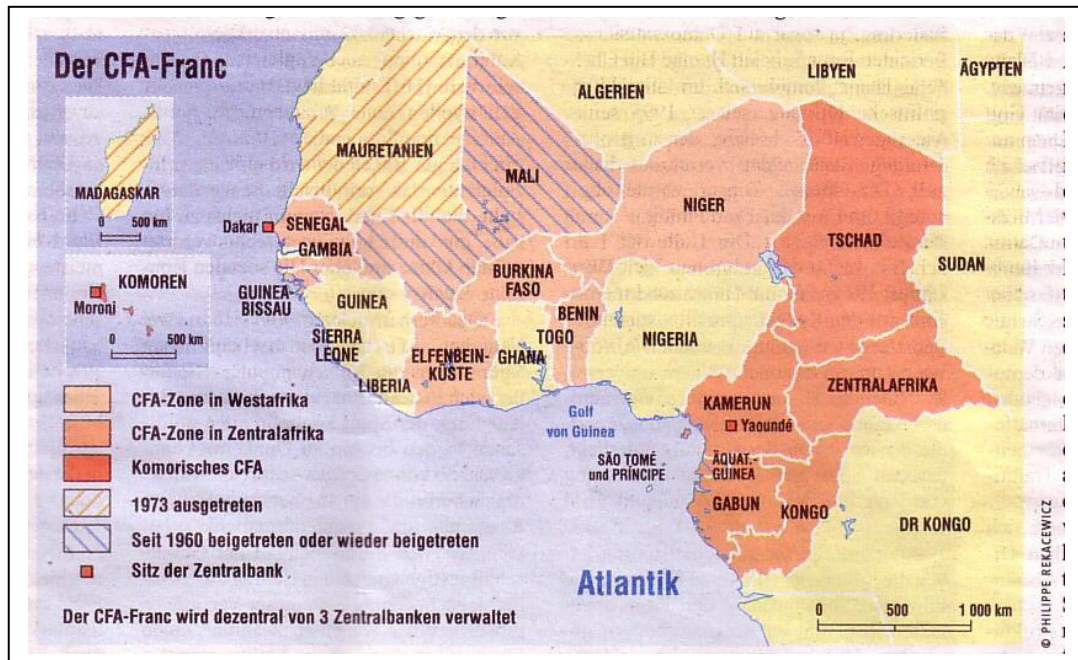 Der CFA-Franc
MADAGASKAR
0 500 km
KOMOREN
Moroni
0 500 km
LIBYEN
ÄGYPTEN
ALGERIEN
MAURETANIEN
MALI
NIGER
TSCHAD
SUDAN
Dakar
SENEGAL
GAMBIA
GUINEA-
BISSAU
GUINEA
BURKINA
FASO
BENIN
TOGO
NIGERIA
SIERRA
LEONE
ELFENBEIN-
KÜSTE
GHANA
LIBERIA
KAMERUN
Yaoundé
ZENTRALAFRIKA
Golf
von Guinea
SÃO TOMÉ
und PRÍNCIPE
ÄQUAT.-
GUINEA
GABUN
KONGO
DR KONGO
Atlantik
0 500 1 000 km
CFA-Zone in Westafrika
CFA-Zone in Zentralafrika
Komorisches CFA
1973 ausgetreten
Seit 1960 beigetreten oder wieder beigetreten
Sitz der Zentralbank
Der CFA-Franc wird dezentral von 3 Zentralbanken verwaltet
© PHILIPPE REKACEWICZ